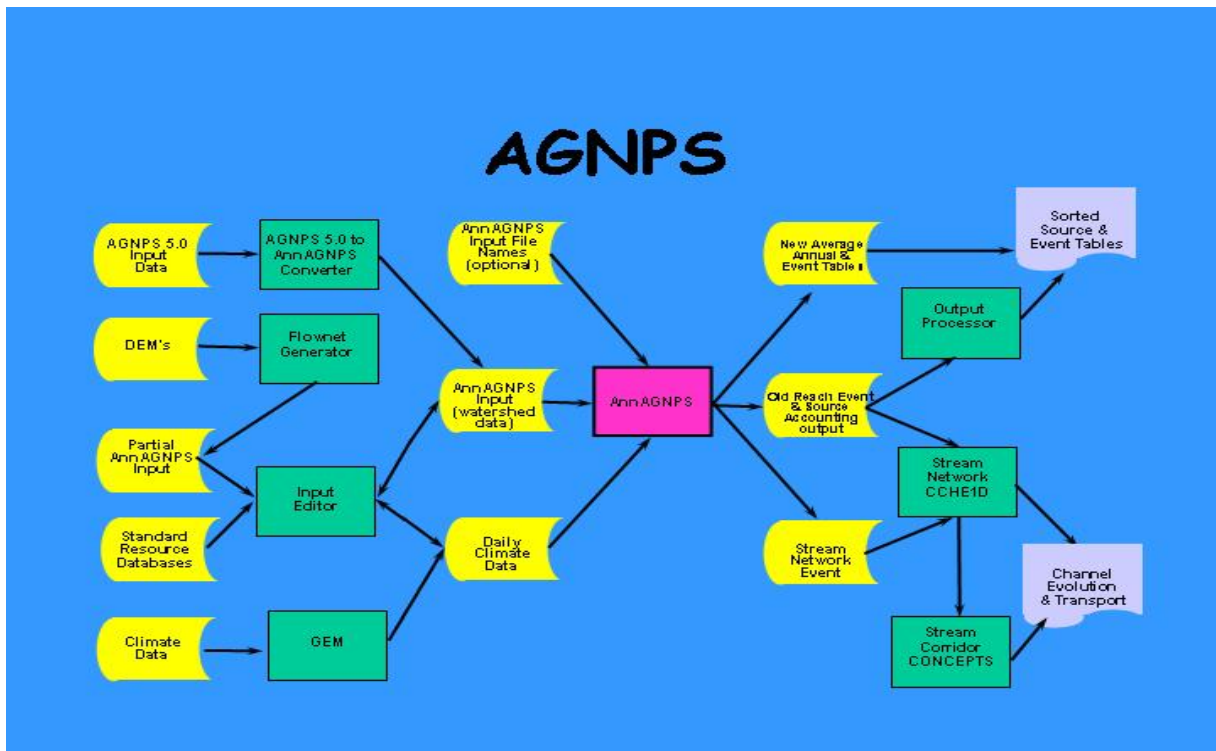 AGNPS
AGNPS 5.0
Input
Data
AGNPS 5.0 to
AnnAGNPS
Converter
AnnAGNPS
Input File
Names
(optional)
New Average
Annual &
Event Tables
Sorted
Source &
Event Tables
DEM's
Flownet
Generator
Output
Processor
AnnAGNPS
Input
(watershed
data)
AnnAGNPS
Old Reach Event
& Source
Accounting
output
Partial
AnnAGNPS
Input
Input
Editor
Stream
Network
CCHE1D
Standard
Resource
Databases
Daily
Climate
Data
Stream
Network
Event
Channel
Evolution
& Transport
Climate
Data
GEM
Stream
Corridor
CONCEPTS